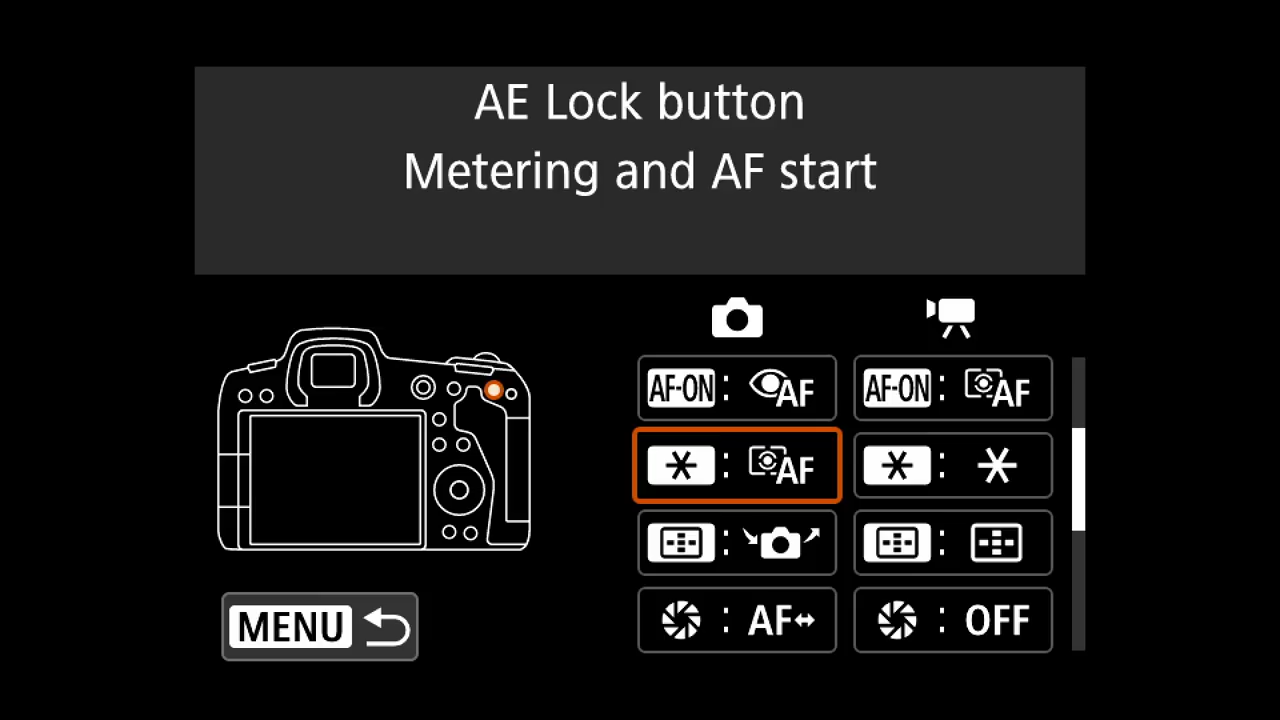 AE Lock button
Metering and AF start
AF-ON : AF AF-ON : AF
* : AF * : *
: :
: AF↔ : OFF
MENU